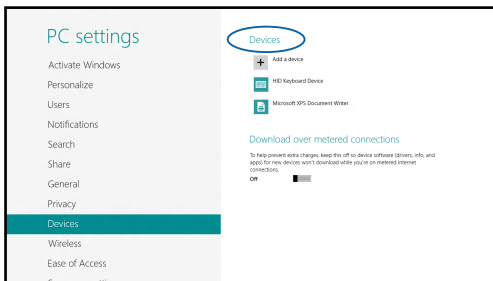 PC settings
Activate Windows
Personalize
Users
Notifications
Search
Share
General
Privacy
Devices
Wireless
Ease of Access
Devices
Add a device
HID Keyboard Device
Microsoft XPS Document Writer
Download over metered connections
To help prevent extra charges, keep this off so device software (drivers, info, and
apps) for new devices won't download while you're on metered Internet
connections.
Off